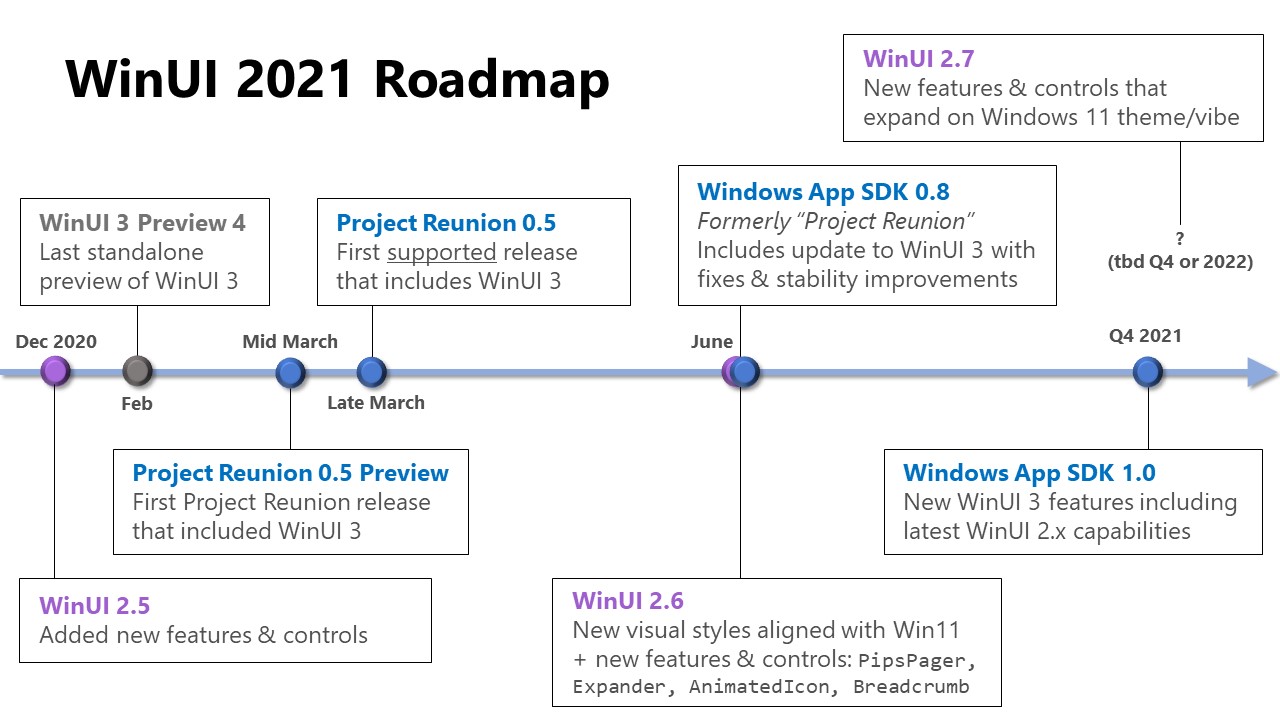 WinUI 2021 Roadmap
WinUI 2.7
New features & controls that
expand on Windows 11 theme/vibe
?
(tbd Q4 or 2022)
WinUI 3 Preview 4
Last standalone
preview of WinUI 3
Project Reunion 0.5
First supported release
that includes WinUI 3
Windows App SDK 0.8
Formerly “Project Reunion”
Includes update to WinUI 3 with
fixes & stability improvements
Dec 2020
Feb
Mid March
Late March
June
Q4 2021
Project Reunion 0.5 Preview
First Project Reunion release
that included WinUI 3
Windows App SDK 1.0
New WinUI 3 features including
latest WinUI 2.x capabilities
WinUI 2.5
Added new features & controls
WinUI 2.6
New visual styles aligned with Win11
+ new features & controls: PipsPager,
Expander, AnimatedIcon, Breadcrumb